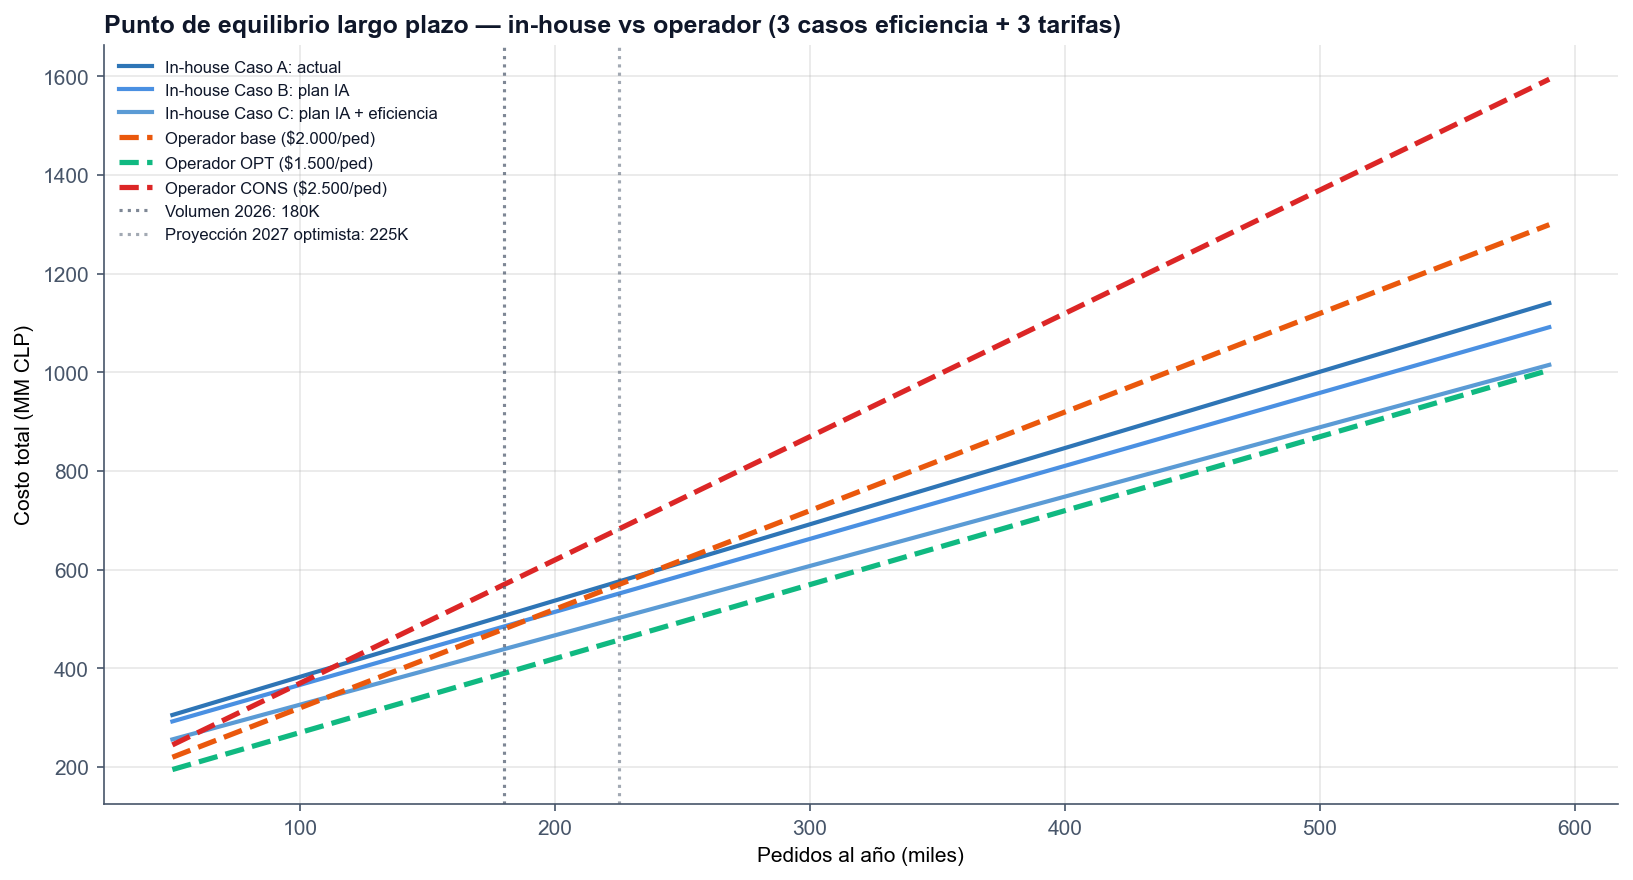 Punto de equilibrio largo plazo — in-house vs operador (3 casos eficiencia + 3 tarifas)
In-house Caso A: actual
In-house Caso B: plan IA
In-house Caso C: plan IA + eficiencia
Operador base ($2.000/ped)
Operador OPT ($1.500/ped)
Operador CONS ($2.500/ped)
Volumen 2026: 180K
Proyección 2027 optimista: 225K
Costo total (MM CLP)
1600
1400
1200
1000
800
600
400
200
100
200
300
400
500
600
Pedidos al año (miles)